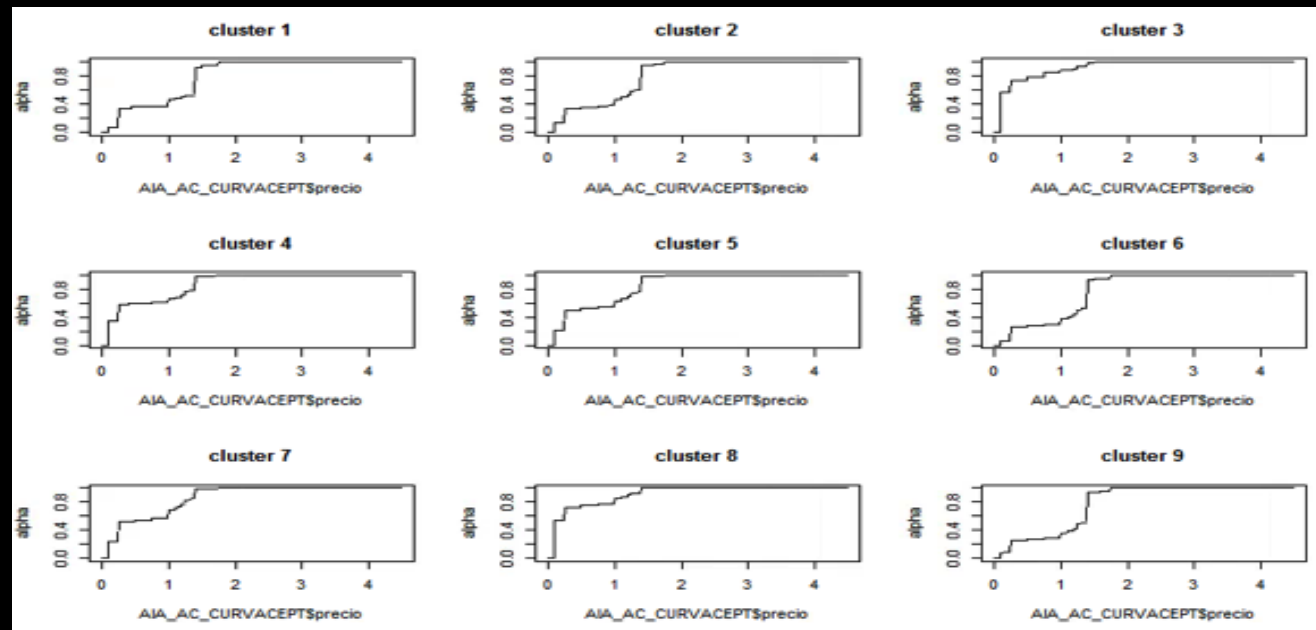 cluster 1
cluster 2
cluster 3
alpha
0.0 0.4 0.8
0 1 2 3 4
AIA_AC_CURVACEPT$precio
alpha
0.0 0.4 0.8
0 1 2 3 4
AIA_AC_CURVACEPT$precio
alpha
0.0 0.4 0.8
0 1 2 3 4
AIA_AC_CURVACEPT$precio
cluster 4
cluster 5
cluster 6
alpha
0.0 0.4 0.8
0 1 2 3 4
AIA_AC_CURVACEPT$precio
alpha
0.0 0.4 0.8
0 1 2 3 4
AIA_AC_CURVACEPT$precio
alpha
0.0 0.4 0.8
0 1 2 3 4
AIA_AC_CURVACEPT$precio
cluster 7
cluster 8
cluster 9
alpha
0.0 0.4 0.8
0 1 2 3 4
AIA_AC_CURVACEPT$precio
alpha
0.0 0.4 0.8
0 1 2 3 4
AIA_AC_CURVACEPT$precio
alpha
0.0 0.4 0.8
0 1 2 3 4
AIA_AC_CURVACEPT$precio